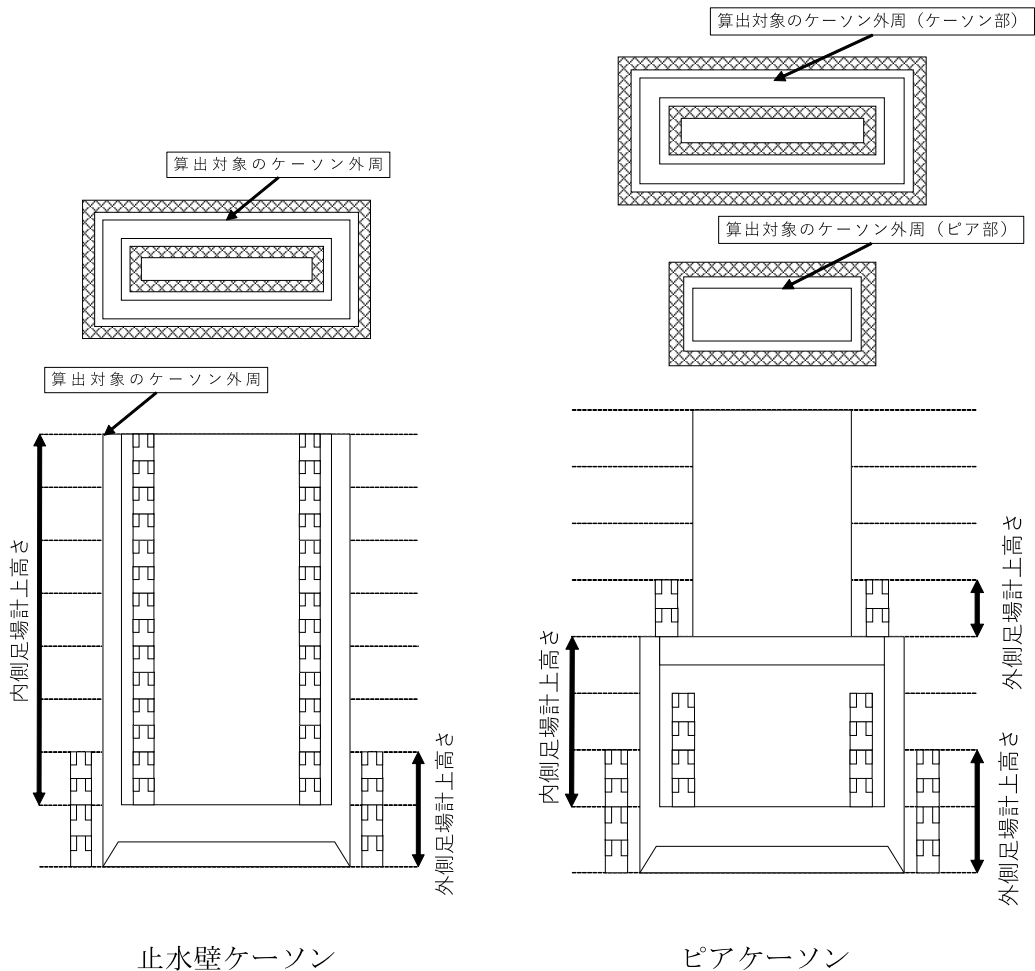 算出対象のケーソン外周（ケーソン部）
算出対象のケーソン外周
算出対象のケーソン外周（ピア部）
算出対象のケーソン外周
内側足場計上高さ
外側足場計上高さ
外側足場計上高さ
内側足場計上高さ
外側足場計上高さ
止水壁ケーソン
ピアケーソン